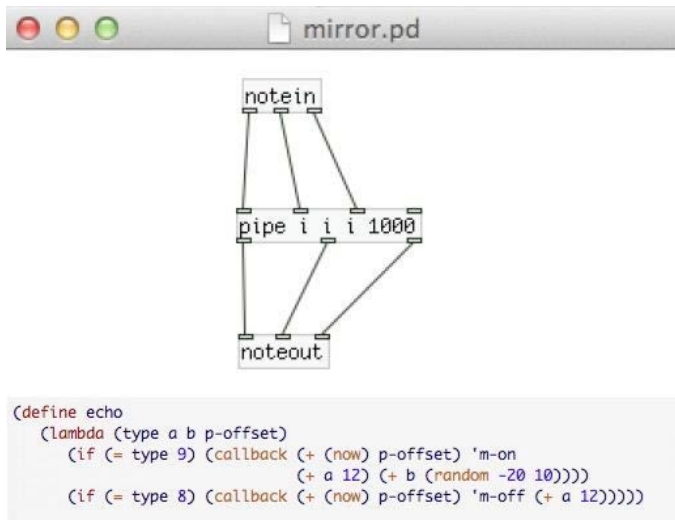 mirror.pd
notein
pipe i i i 1000
noteout
(define echo
(lambda (type a b p-offset)
(if (= type 9) (callback (+ (now) p-offset) 'm-on
(+ a 12) (+ b (random -20 10))))
(if (= type 8) (callback (+ (now) p-offset) 'm-off (+ a 12)))))